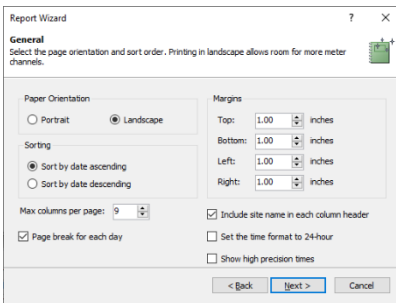 Report Wizard
General
Select the page orientation and sort order. Printing in landscape allows room for more meter
channels.
Paper Orientation
Portrait
Landscape
Sorting
Sort by date ascending
Sort by date descending
Max columns per page: 9
Page break for each day
Margins
Top: 1.00 inches
Bottom: 1.00 inches
Left: 1.00 inches
Right: 1.00 inches
Include site name in each column header
Set the time format to 24-hour
Show high precision times
< Back
Next >
Cancel